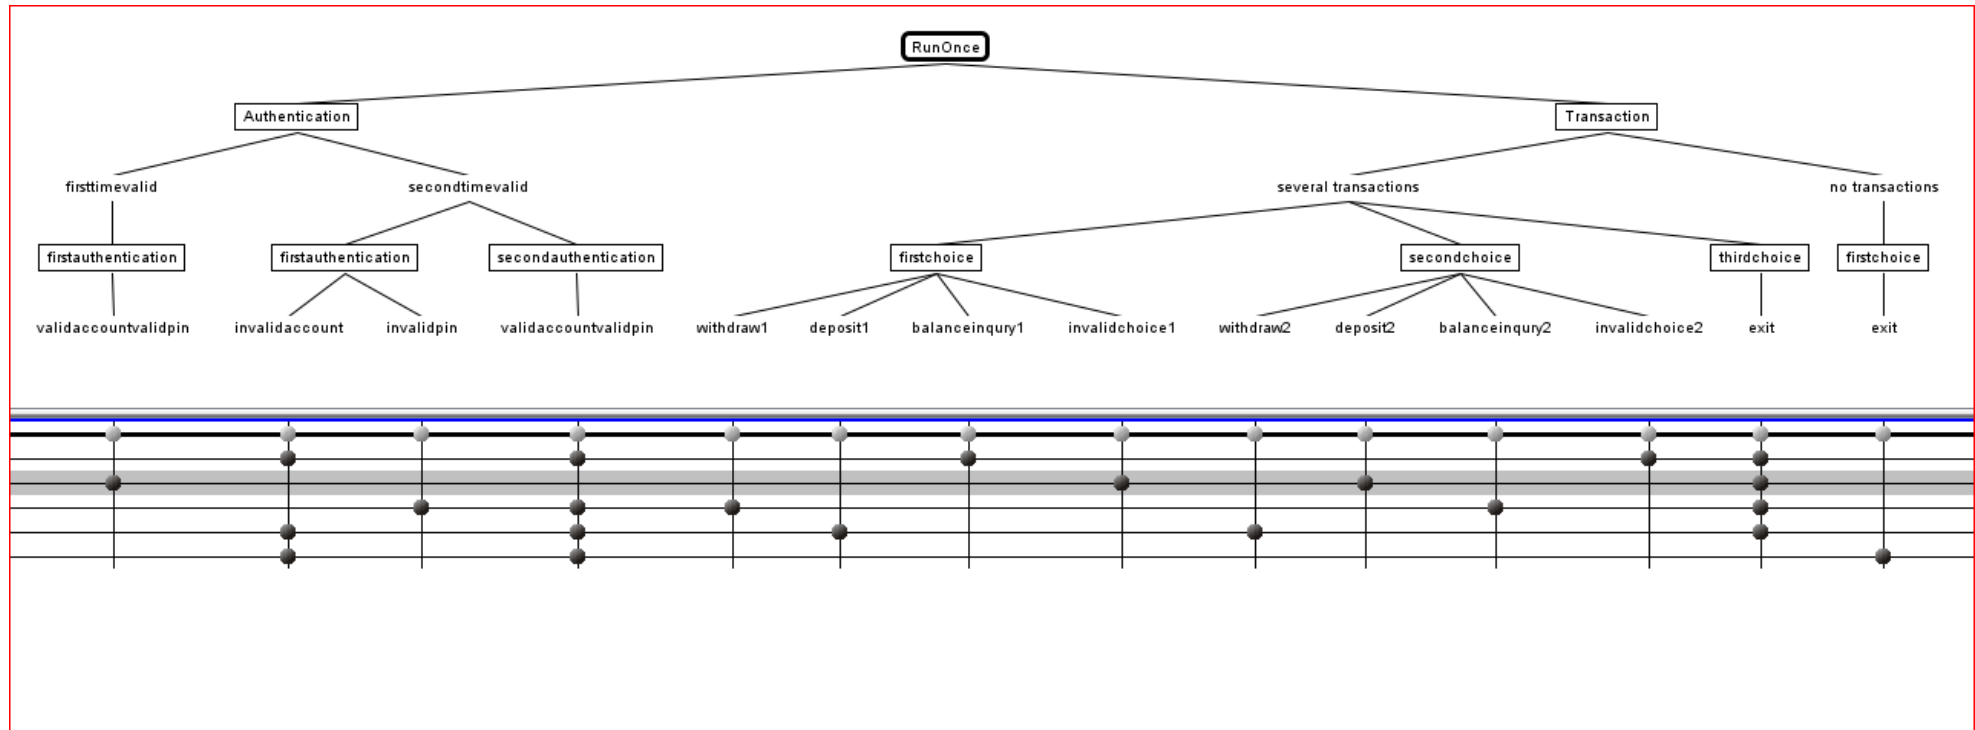 RunOnce
Authentication Transaction
firsttimevalid secondtimevalid several transactions no transactions
firstauthentication firstauthentication secondauthentication firstchoice secondchoice thirdchoice firstchoice
validaccountvalidpin invalidaccount invalidpin validaccountvalidpin withdraw1 deposit1 balanceinqury1 invalidchoice1 withdraw2 deposit2 balanceinqury2 invalidchoice2 exit exit